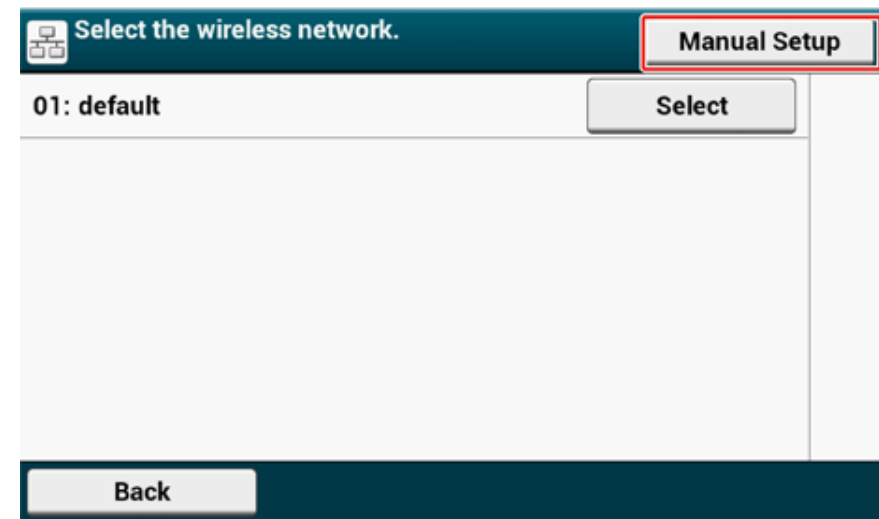 Select the wireless network.
Manual Setup
01: default
Select
Back